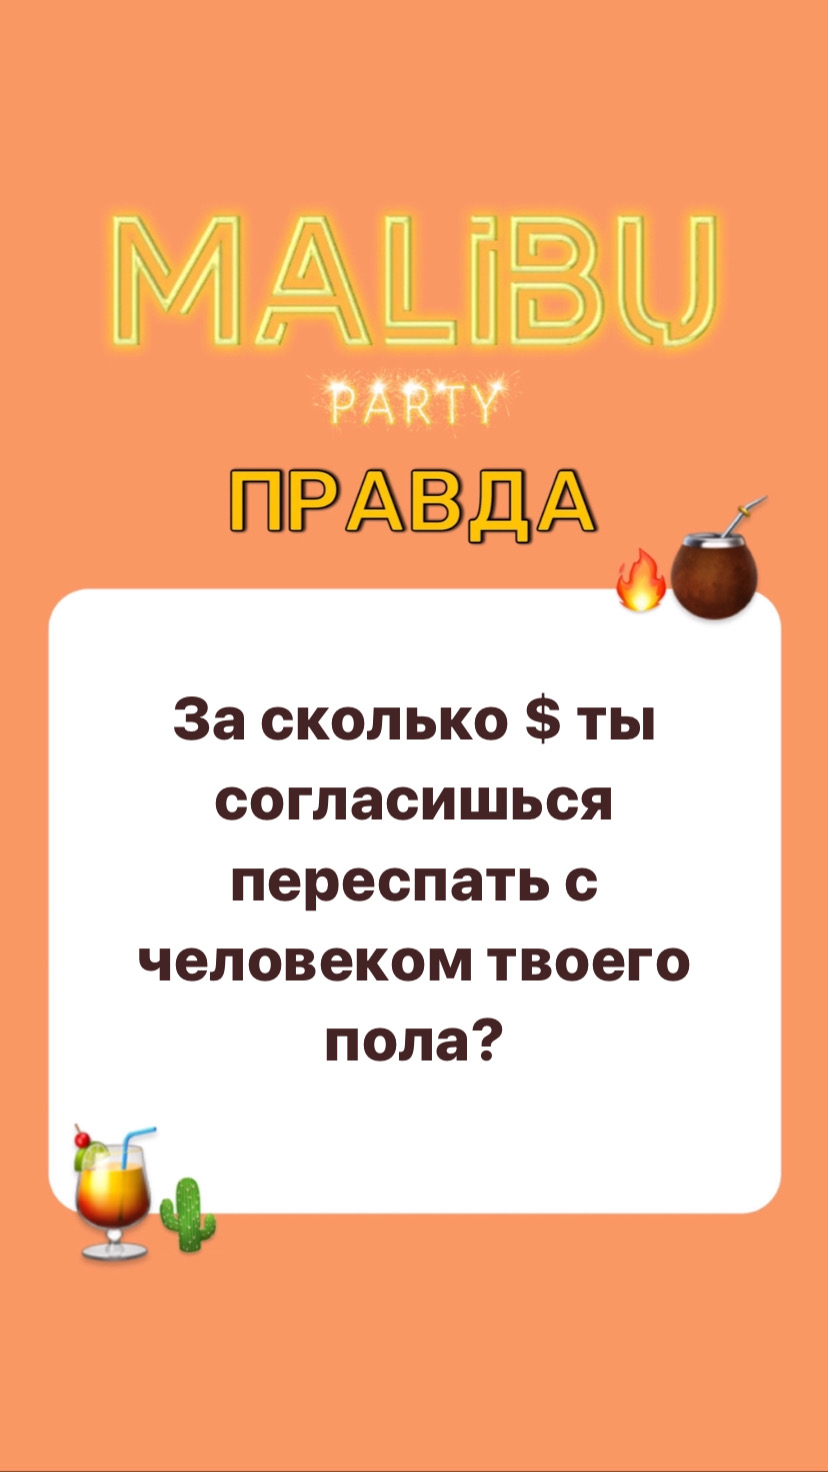 MALIBU
PARTY
ПРАВДА
За сколько $ ты
согласишься
переспать с
человеком твоего
пола?